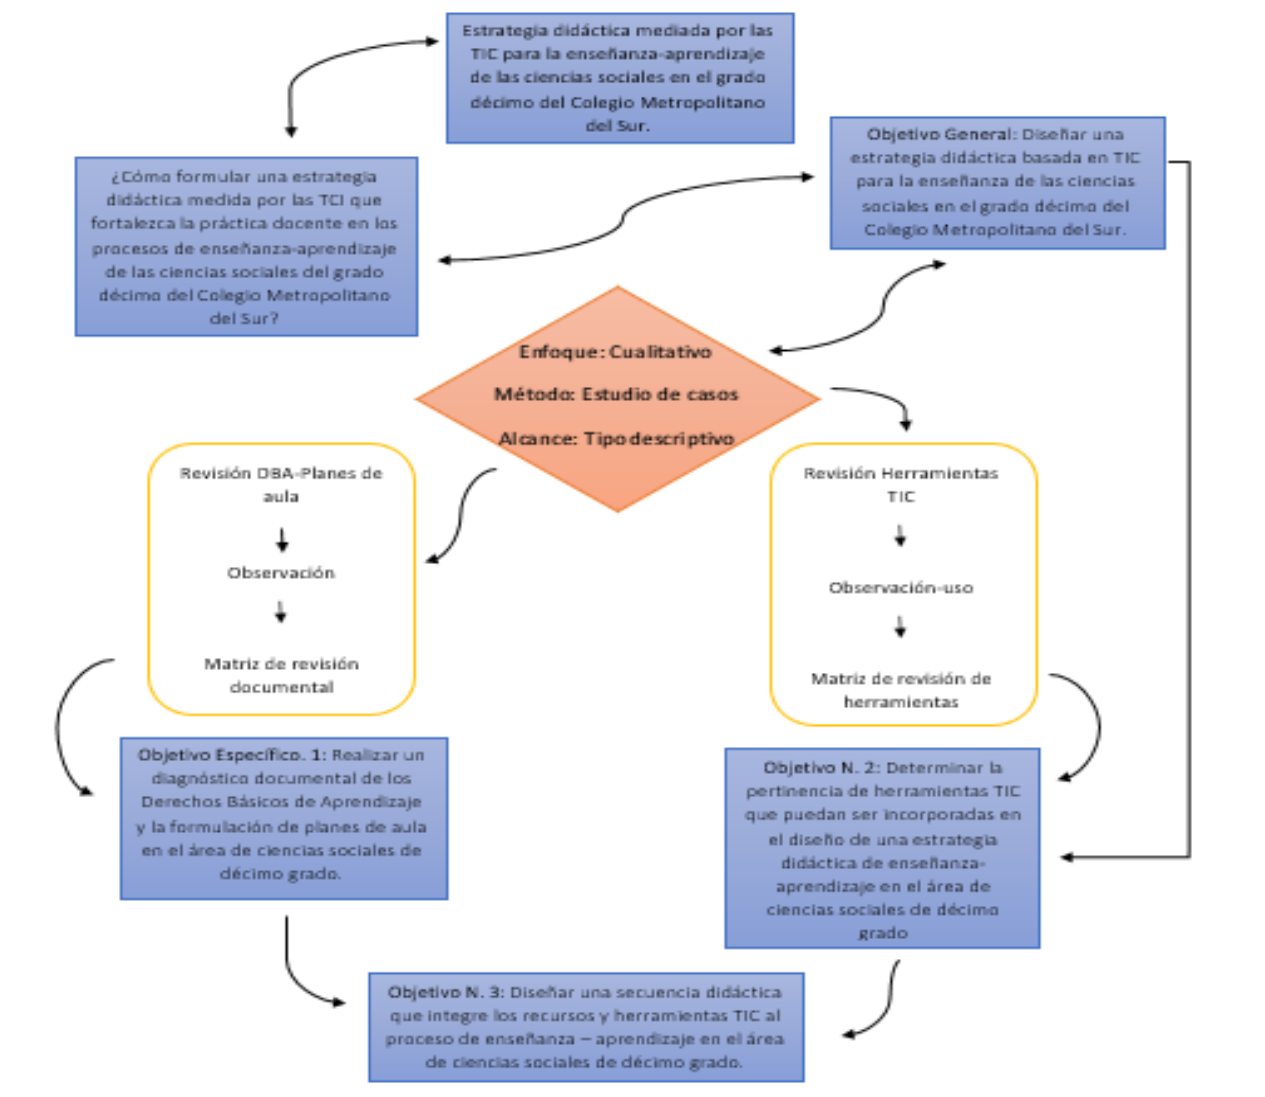 Estrategia didáctica mediada por las
TIC para la enseñanza-aprendizaje
de las ciencias sociales en el grado
décimo del Colegio Metropolitano
del Sur.
¿Cómo formular una estrategia
didáctica medida por las TCI que
fortalezca la práctica docente en los
procesos de enseñanza-aprendizaje
de las ciencias sociales del grado
décimo del Colegio Metropolitano
del Sur?
Objetivo General: Diseñar una
estrategia didáctica basada en TIC
para la enseñanza de las ciencias
sociales en el grado décimo del
Colegio Metropolitano del Sur.
Enfoque: Cualitativo
Método: Estudio de casos
Alcance: Tipo descriptivo
Revisión DBA-Planes de
aula
Observación
Matriz de revisión
documental
Revisión Herramientas
TIC
Observación-uso
Matriz de revisión de
herramientas
Objetivo Específico. 1: Realizar un
diagnóstico documental de los
Derechos Básicos de Aprendizaje
y la formulación de planes de aula
en el área de ciencias sociales de
décimo grado.
Objetivo N. 2: Determinar la
pertinencia de herramientas TIC
que puedan ser incorporadas en
el diseño de una estrategia
didáctica de enseñanza-
aprendizaje en el área de
ciencias sociales de décimo
grado
Objetivo N. 3: Diseñar una secuencia didáctica
que integre los recursos y herramientas TIC al
proceso de enseñanza – aprendizaje en el área
de ciencias sociales de décimo grado.